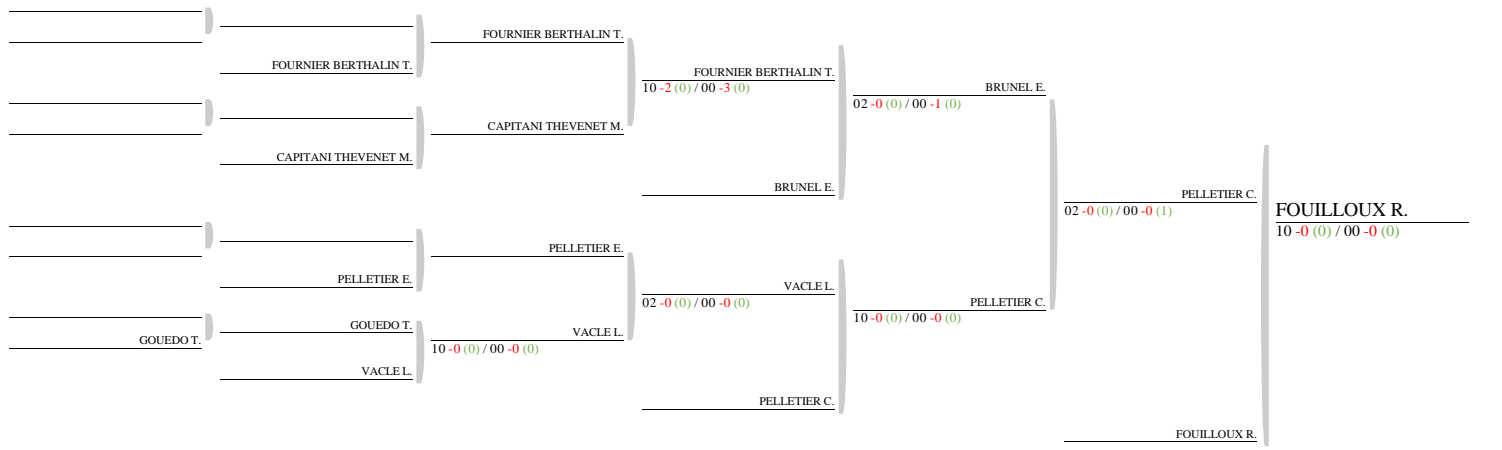 FOURNIER BERTHALIN T.
FOURNIER BERTHALIN T.
CAPITANI THEVENET M.
CAPITANI THEVENET M.
FOURNIER BERTHALIN T.
10 -2 (0) / 00 -3 (0)
BRUNEL E.
BRUNEL E.
02 -0 (0) / 00 -1 (0)
PELLETIER E.
PELLETIER E.
GOUEDO T.
GOUEDO T.
VACLE L.
VACLE L.
10 -0 (0) / 00 -0 (0)
VACLE L.
02 -0 (0) / 00 -0 (0)
PELLETIER C.
PELLETIER C.
10 -0 (0) / 00 -0 (0)
PELLETIER C.
02 -0 (0) / 00 -0 (1)
FOUILLOUX R.
FOUILLOUX R.
10 -0 (0) / 00 -0 (0)